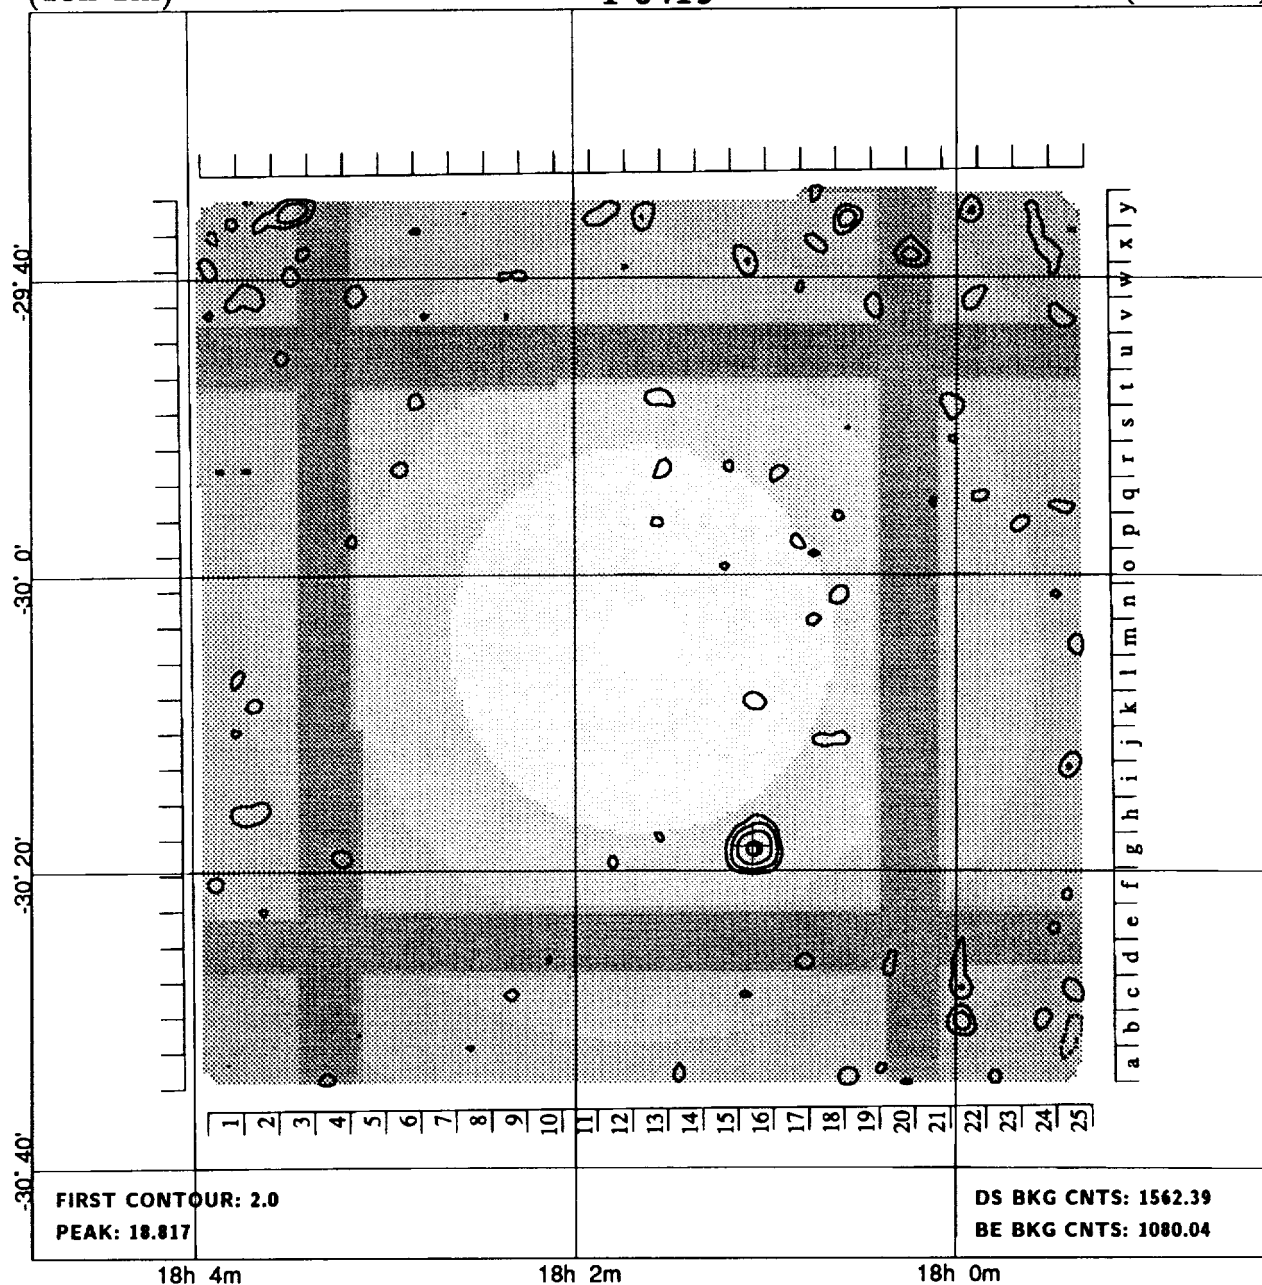 -29° 40'
-30° 0'
-30° 20'
-30° 40'
y
x
w
v
u
t
s
r
q
p
o
n
m
l
k
j
i
h
g
f
e
d
c
b
a
1 2 3 4 5 6 7 8 9 10 11 12 13 14 15 16 17 18 19 20 21 22 23 24 25
FIRST CONTOUR: 2.0
PEAK: 18.817
DS BKG CNTS: 1562.39
BE BKG CNTS: 1080.04
18h 4m 18h 2m 18h 0m